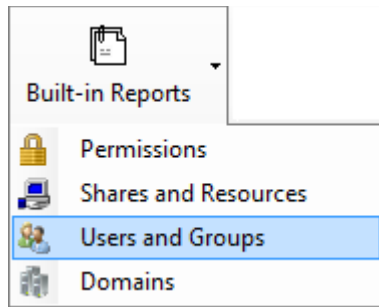 Built-in Reports
Permissions
Shares and Resources
Users and Groups
Domains